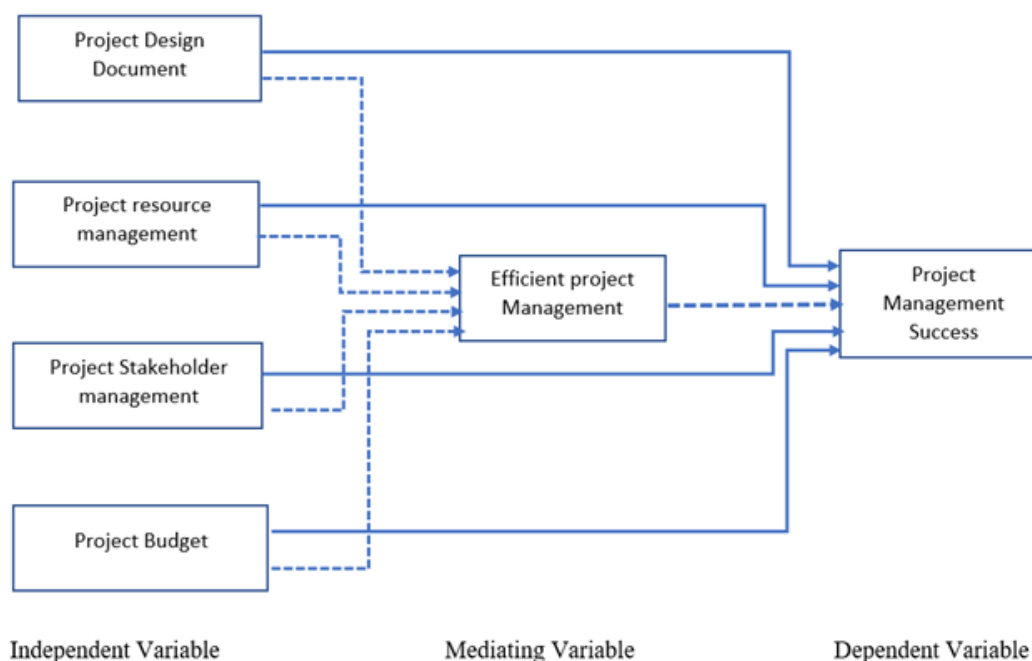 Project Design
Document
Project resource
management
Efficient project
Management
Project
Management
Success
Project Stakeholder
management
Project Budget
Independent Variable
Mediating Variable
Dependent Variable